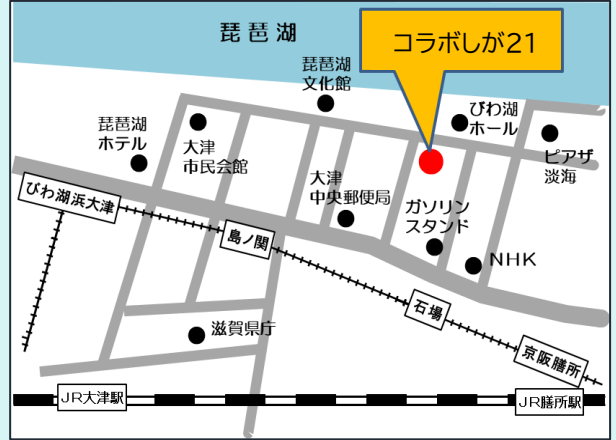 琵琶湖
コラボしが21
琵琶湖
文化館
びわ湖
ホール
琵琶湖
ホテル
大津
市民会館
ピアザ
淡海
びわ湖浜大津
大津
中央郵便局
ガソリン
スタンド
島ノ関
NHK
石場
滋賀県庁
京阪膳所
JR大津駅
JR膳所駅